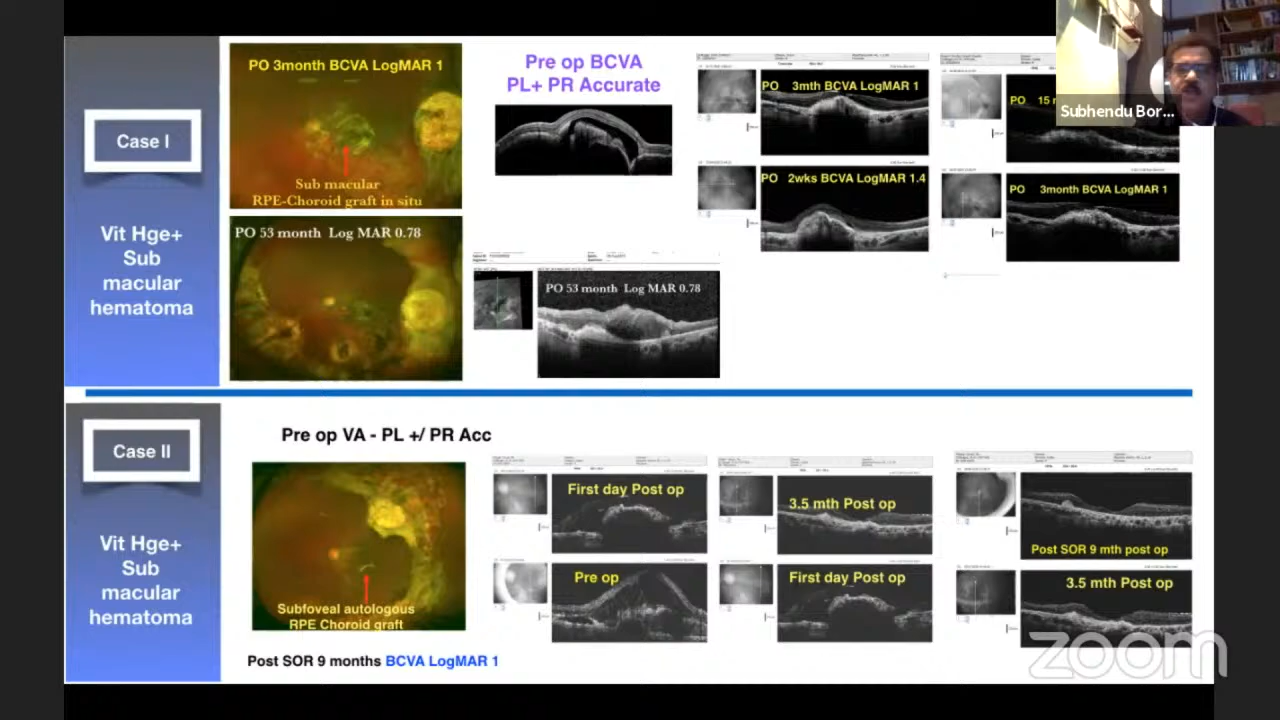 Case I
Vit Hge+
Sub
macular
hematoma
PO 3month BCVA LogMAR 1
Sub macular
RPE-Choroid graft in situ
PO 53 month Log MAR 0.78
Pre op BCVA
PL+ PR Accurate
PO 53 month Log MAR 0.78
PO 3mth BCVA LogMAR 1
PO 2wks BCVA LogMAR 1.4
PO 15
PO 3month BCVA LogMAR 1
Subhendu Bor...
Case II
Vit Hge+
Sub
macular
hematoma
Pre op VA - PL +/ PR Acc
Subfoveal autologous
RPE Choroid graft
Post SOR 9 months BCVA LogMAR 1
First day Post op
Pre op
3.5 mth Post op
First day Post op
Post SOR 9 mth post op
3.5 mth Post op
zoom